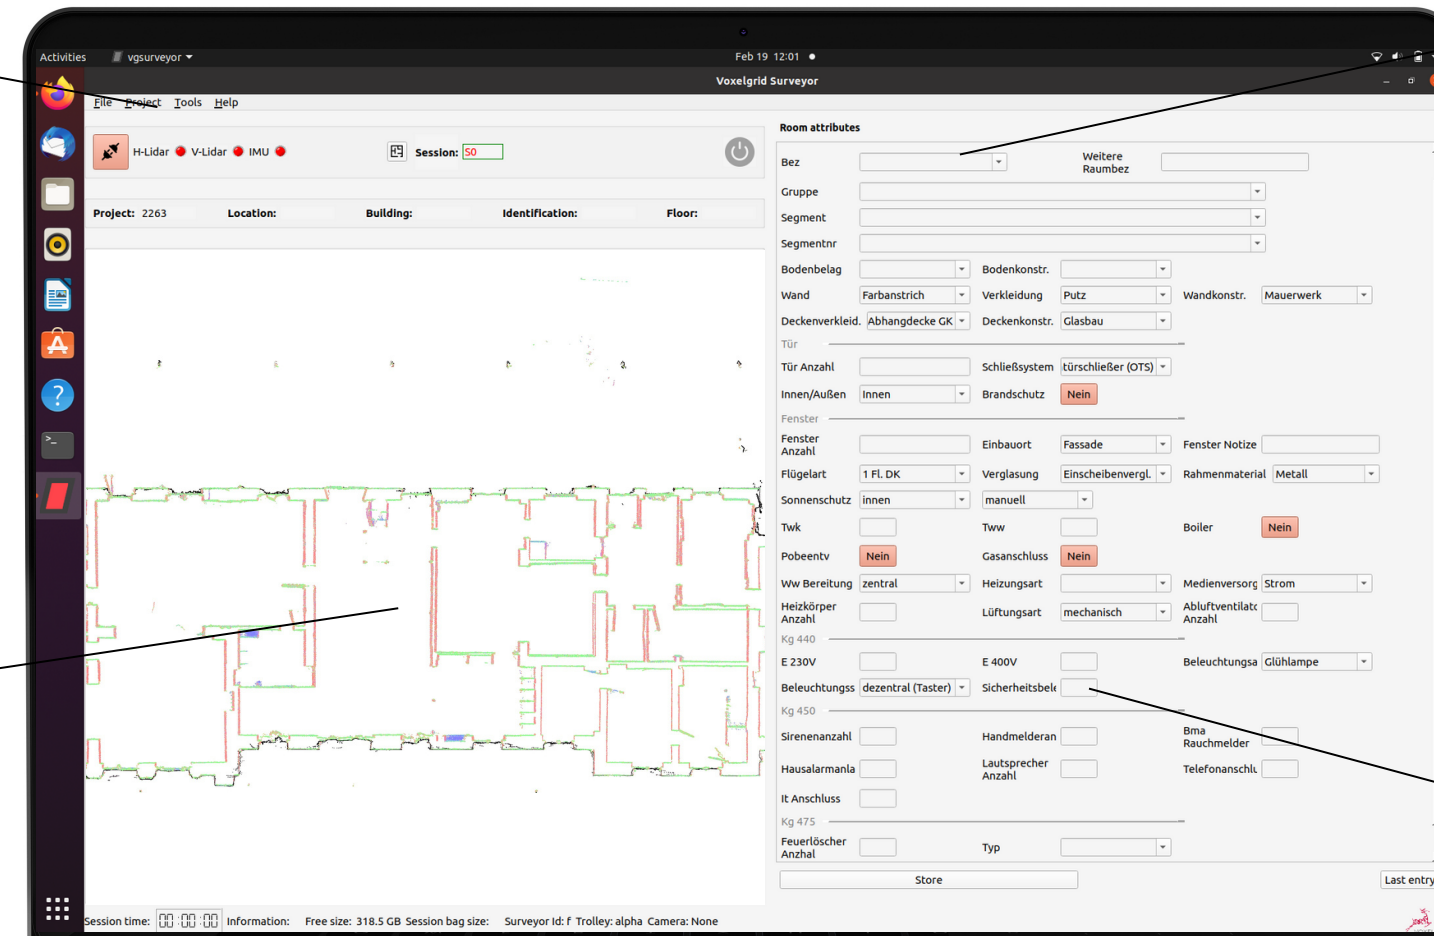 Activities vgsurveyor Feb 19 12:01
Voxelgrid Surveyor
File Project Tools Help
H-Lidar V-Lidar IMU Session: S0
Project: 2263 Location: Building: Identification: Floor:
Room attributes
Bez Weitere Raumbez
Gruppe
Segment
Segmentnr
Bodenbelag Bodenkonstr.
Wand Farbanstrich Verkleidung Putz Wandkonstr. Mauerwerk
Deckenverkleid. Abhangdecke GK Deckenkonstr. Glasbau
Tür
Tür Anzahl Schließsystem türschließer (OTS)
Innen/Außen Innen Brandschutz Nein
Fenster
Fenster Anzahl Einbauort Fassade Fenster Notize
Flügelart 1 Fl. DK Verglasung Einscheibenvergl. Rahmenmaterial Metall
Sonnenschutz innen manuell
Twk Tww Boiler Nein
Pobeentv Nein Gasanschluss Nein
Ww Bereitung zentral Heizungsart Medienversorg Strom
Heizkörper Anzahl Lüftungsart mechanisch Abluftventilatc Anzahl
Kg 440
E 230V E 400V Beleuchtungsa Glühlampe
Beleuchtungss dezentral (Taster) Sicherheitsbele
Kg 450
Sirenenanzahl Handmelderan Bma Rauchmelder
Hausalarmanla Lautsprecher Anzahl Telefonanschlu
It Anschluss
Kg 475
Feuerlöscher Anzhal Typ
Store Last entry
Session time: 00:00:00 Information: Free size: 318.5 GB Session bag size: Surveyor Id: f Trolley: alpha Camera: None